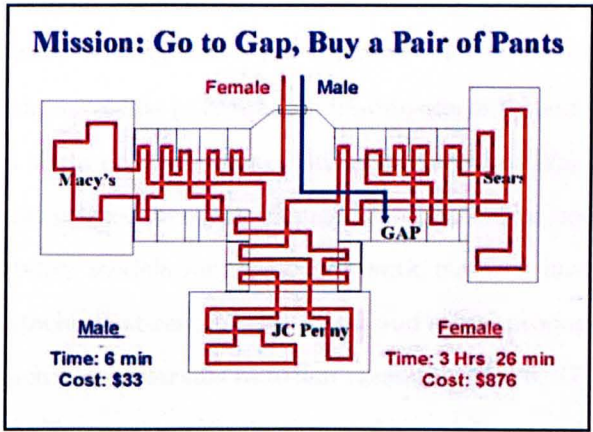 Mission: Go to Gap, Buy a Pair of Pants
Female Male
Macy's
Sears
GAP
JC Penny
Male
Time: 6 min
Cost: $33
Female
Time: 3 Hrs 26 min
Cost: $876